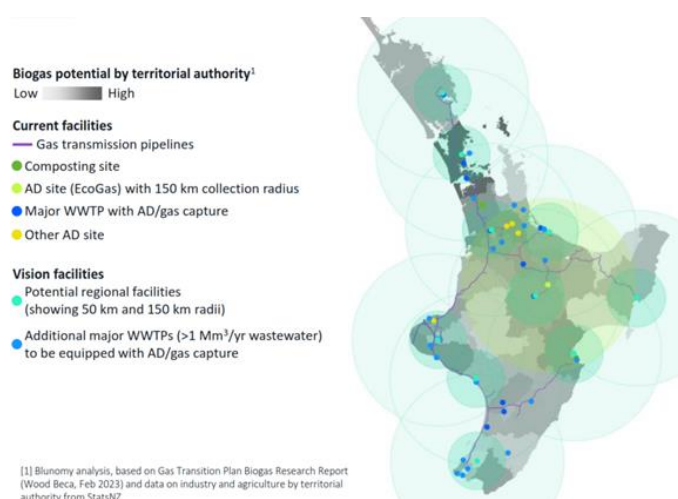 Biogas potential by territorial authority¹
Low High
Current facilities
Gas transmission pipelines
Composting site
AD site (EcoGas) with 150 km collection radius
Major WWTP with AD/gas capture
Other AD site
Vision facilities
Potential regional facilities
(showing 50 km and 150 km radii)
Additional major WWTPs (>1 Mm³/yr wastewater)
to be equipped with AD/gas capture
[1] Blunomy analysis, based on Gas Transition Plan Biogas Research Report
(Wood Beca, Feb 2023) and data on industry and agriculture by territorial
authority from StatsNZ